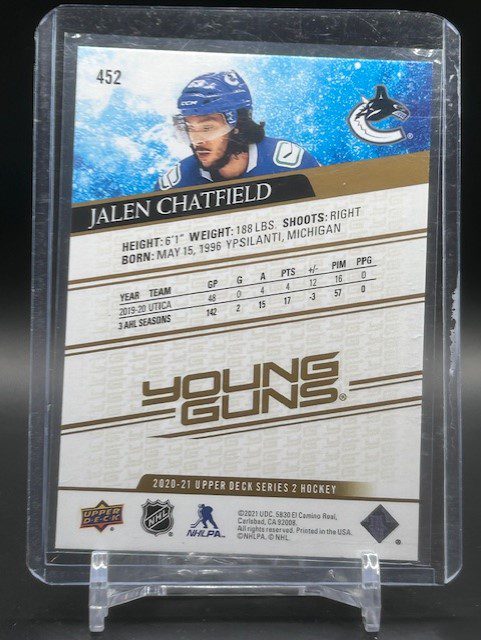 452
CCM
JALEN CHATFIELD
HEIGHT: 6'1" WEIGHT: 188 LBS. SHOOTS: RIGHT
BORN: MAY 15, 1996 YPSILANTI, MICHIGAN
YEAR TEAM GP G A PTS +/- PIM PPG
2019-20 UTICA 48 0 4 4 12 16 0
3 AHL SEASONS 142 2 15 17 -3 57 0
YOUNG
GUNS®
2020-21 UPPER DECK SERIES 2 HOCKEY
UPPER DECK
NHL
NHLPA
©2021 UDC. 5830 El Camino Real,
Carlsbad, CA 92008.
All rights reserved. Printed in the USA.
©NHLPA. © NHL.